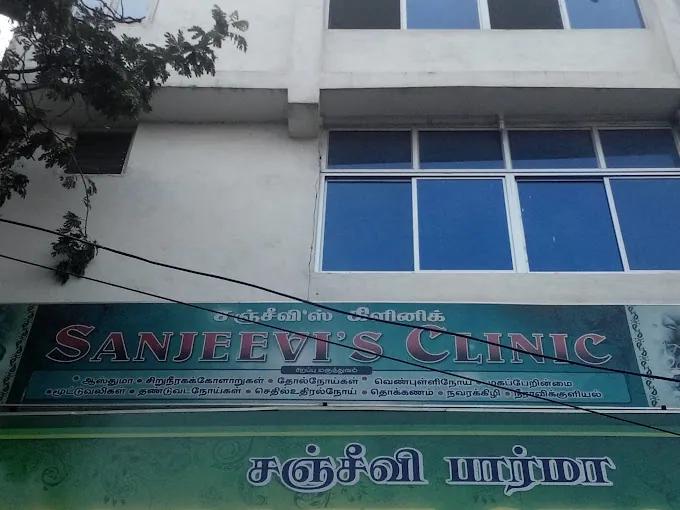 சஞ்சீவி'ஸ் கிளினிக்
SANJEEVI'S CLINIC
சிறப்பு மருத்துவம்
* ஆஸ்துமா * சிறுநீரகக்கோளாறுகள் * தோல்நோய்கள் * வெண்புள்ளிநோய் * மகப்பேறின்மை
* மூட்டுவலிகள் * தண்டுவட நோய்கள் * செதில்உதிரல்நோய் * தொக்கணம் * நவரக்கிழி * நீராவிக்குளியல்
சஞ்சீவி பார்மா